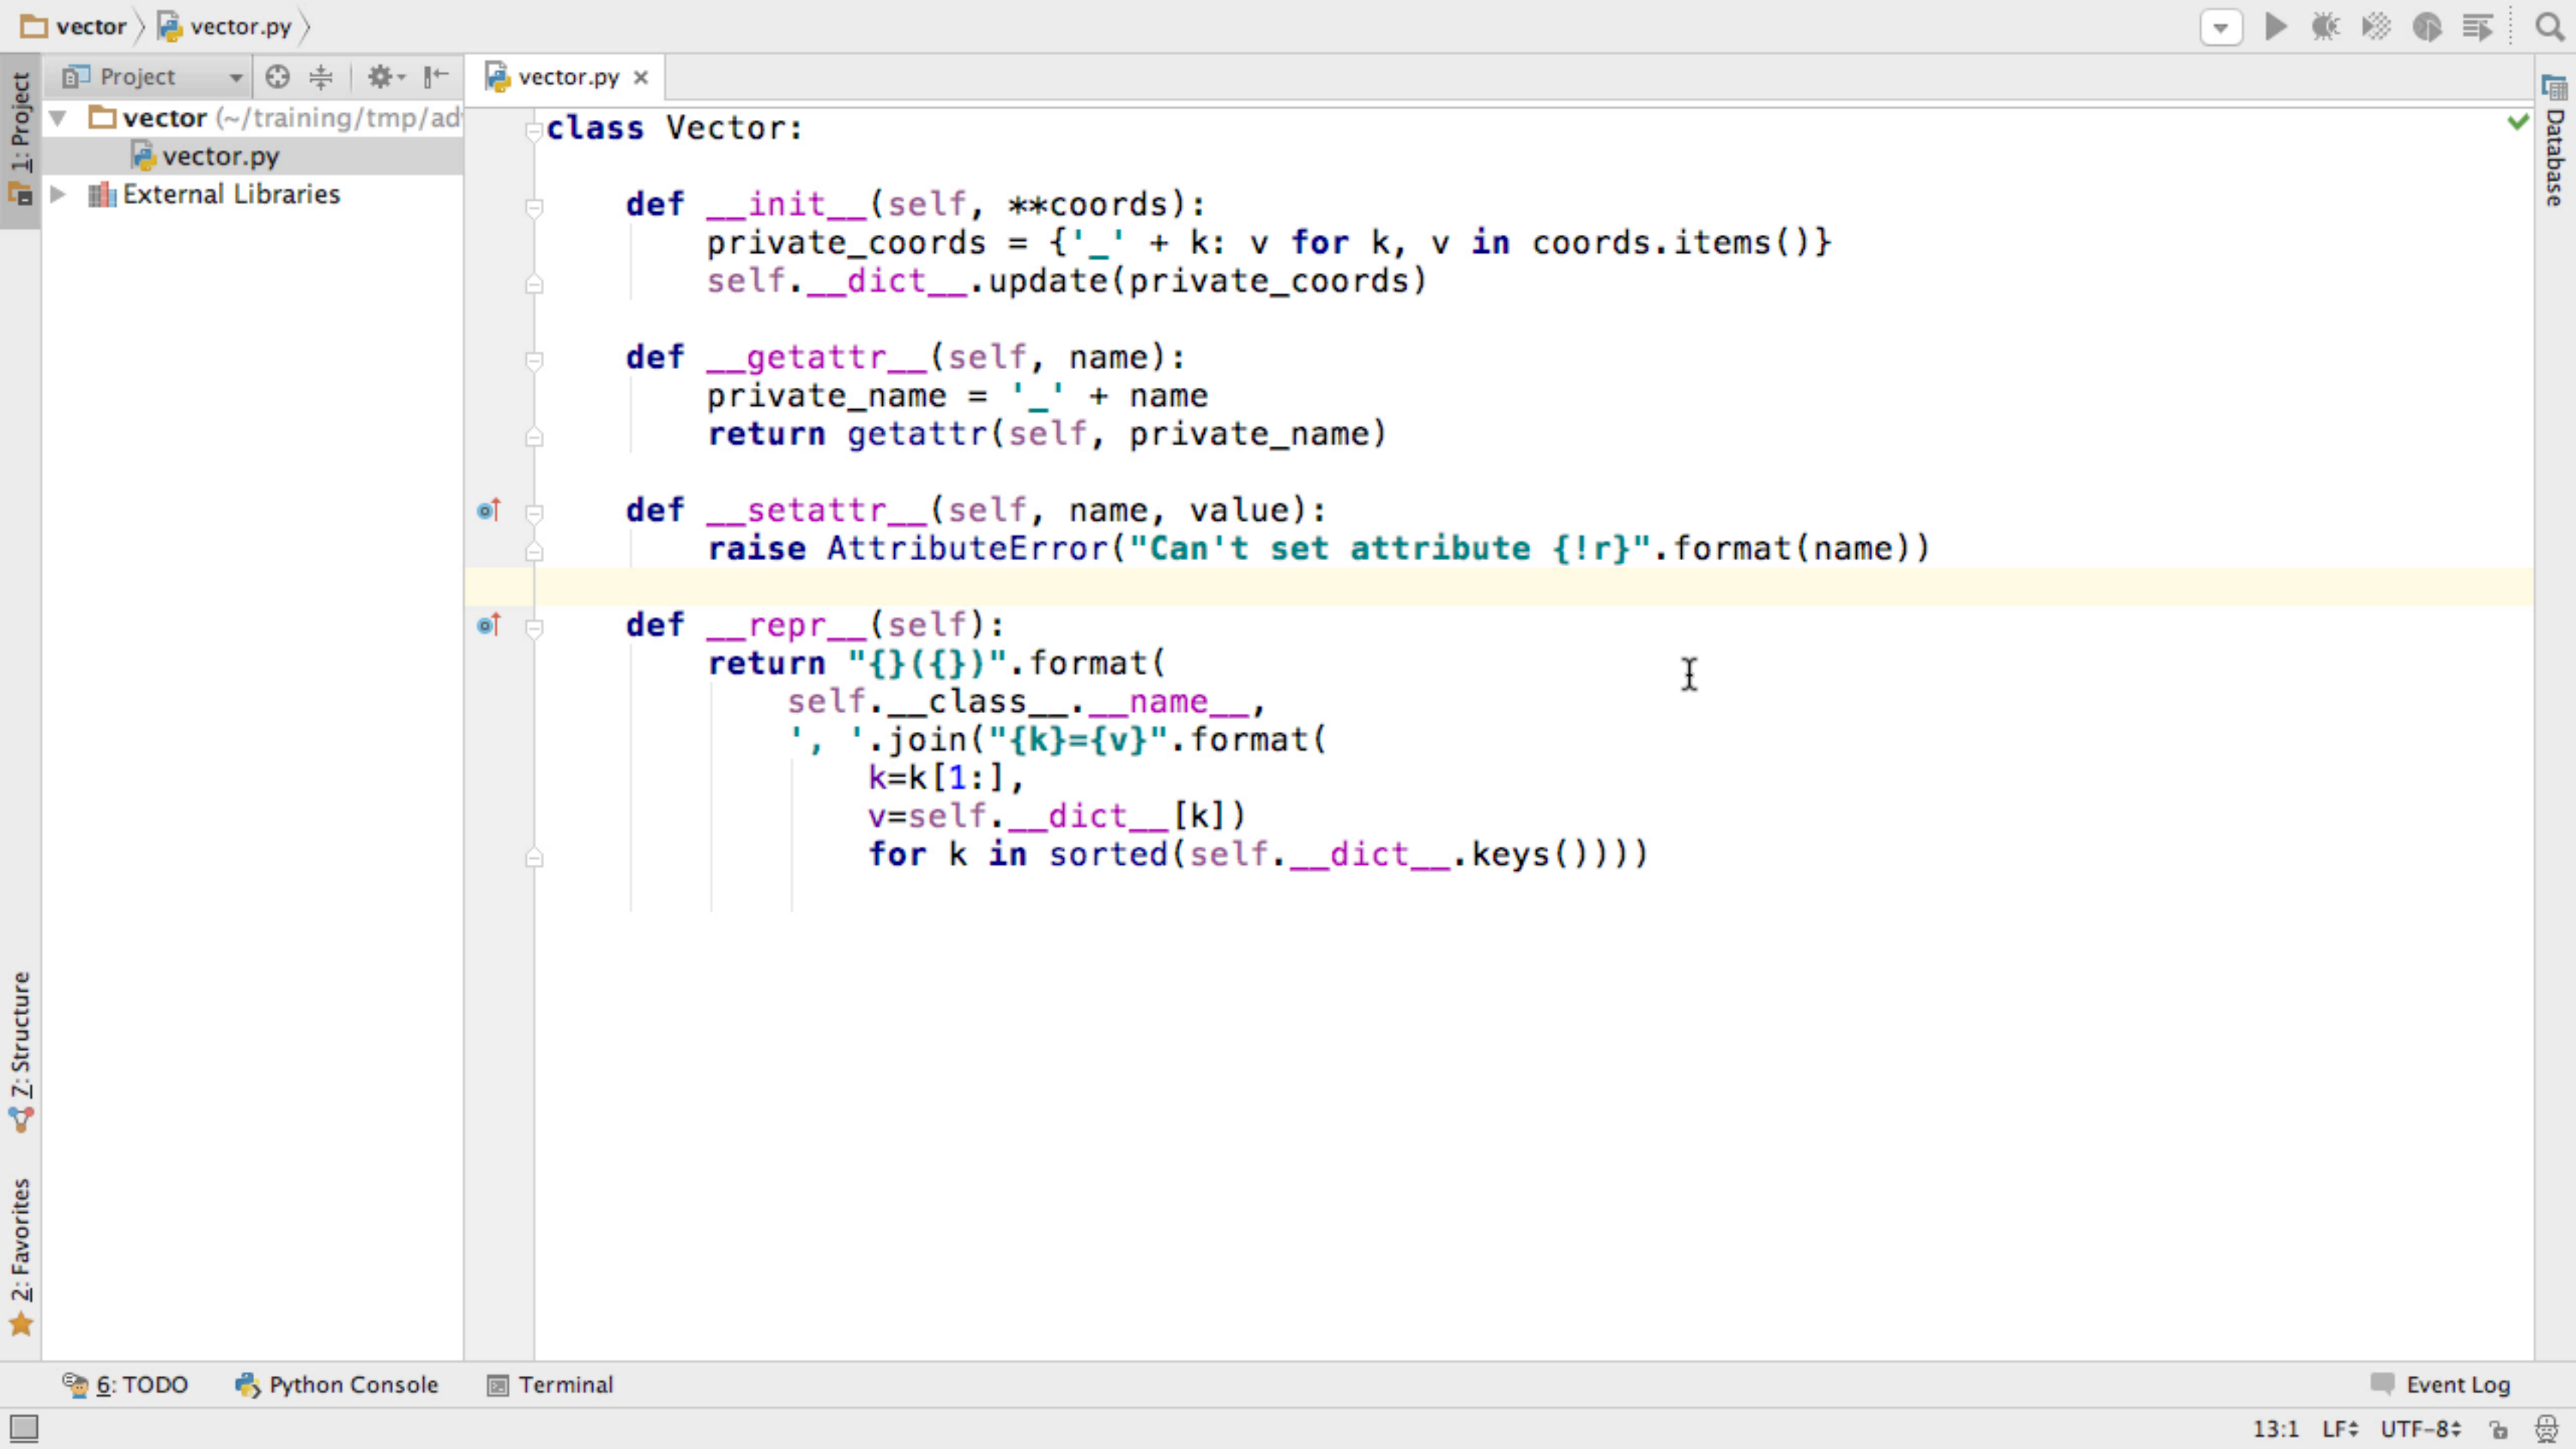 vector vector.py
1: Project
Project
vector (~/training/tmp/ad
vector.py
External Libraries
7: Structure
2: Favorites
vector.py
class Vector:
def __init__(self, **coords):
private_coords = {'_' + k: v for k, v in coords.items()}
self.__dict__.update(private_coords)
def __getattr__(self, name):
private_name = '_' + name
return getattr(self, private_name)
def __setattr__(self, name, value):
raise AttributeError("Can't set attribute {!r}".format(name))
def __repr__(self):
return "{}({})".format(
self.__class__.__name__,
', '.join("{k}={v}".format(
k=k[1:],
v=self.__dict__[k])
for k in sorted(self.__dict__.keys())))
Database
6: TODO Python Console Terminal Event Log
13:1 LF UTF-8